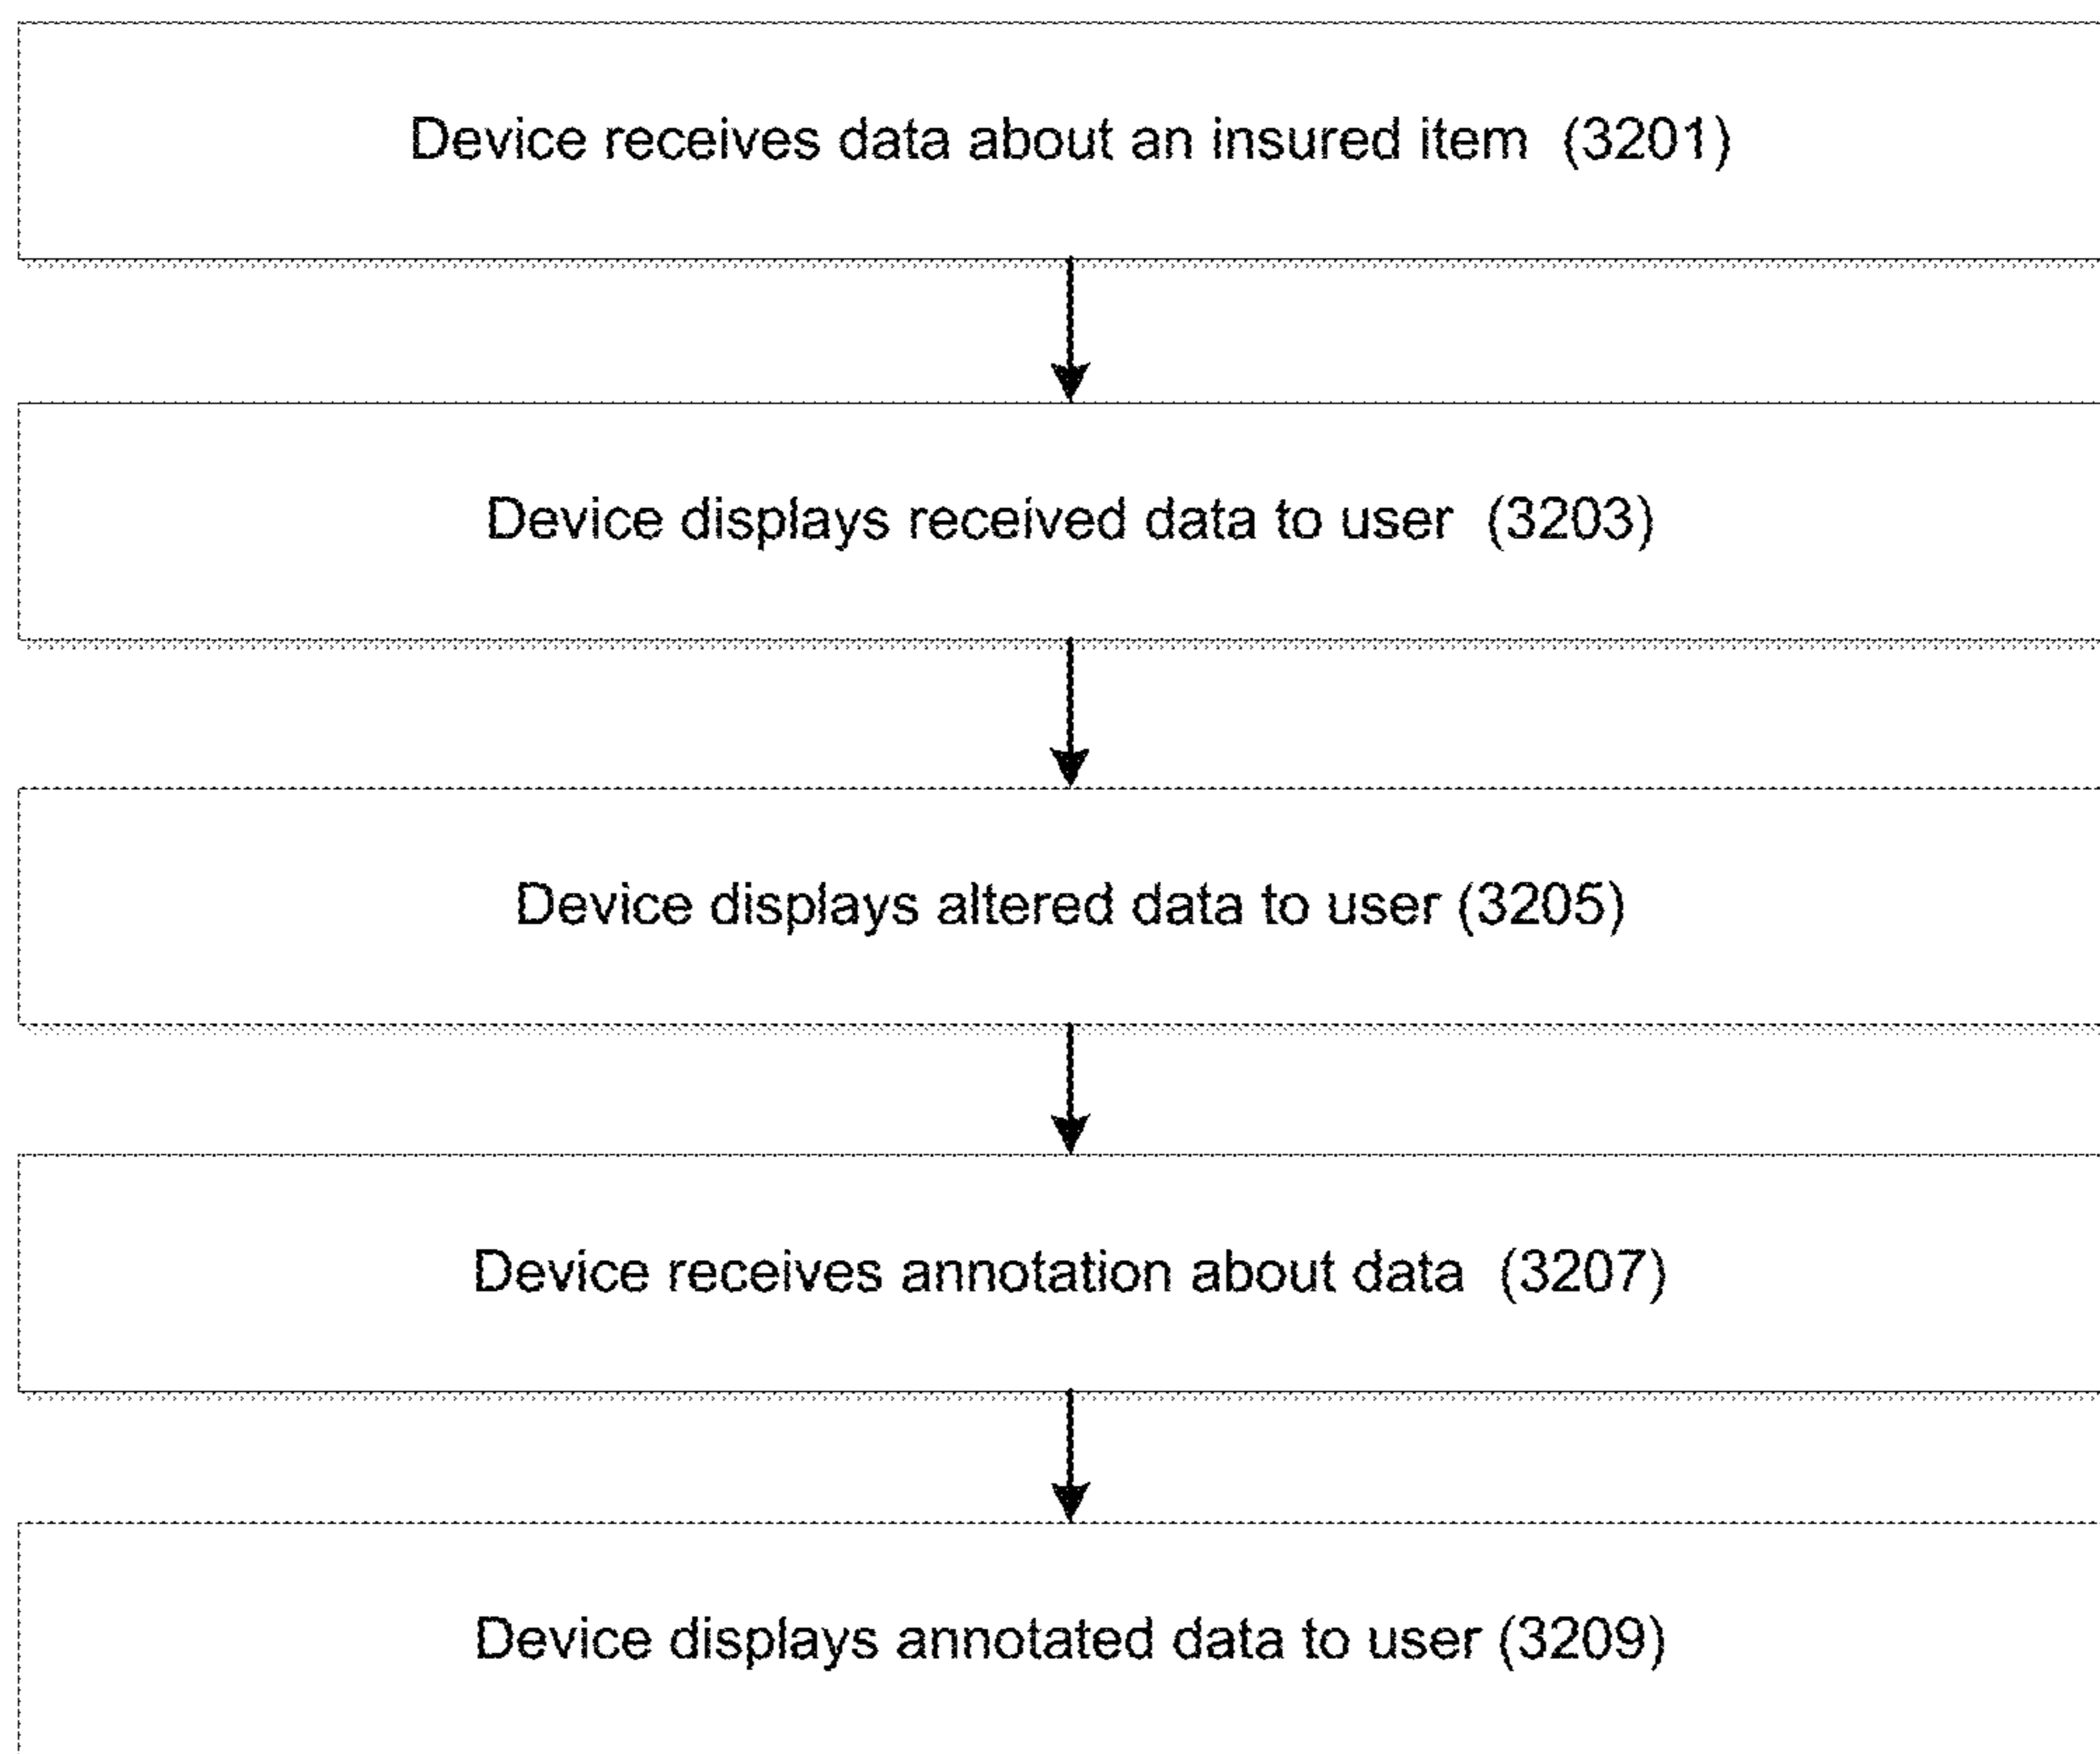 Device receives data about an insured item (3201)
Device displays received data to user (3203)
Device displays altered data to user (3205)
Device receives annotation about data (3207)
Device displays annotated data to user (3209)